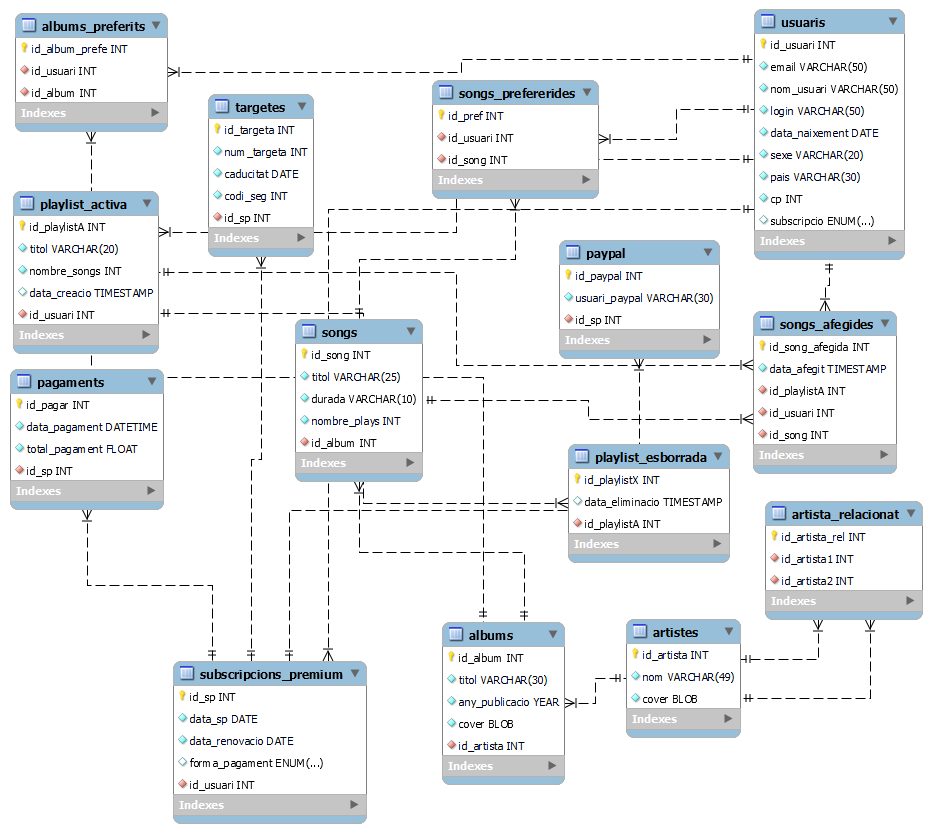 albums_preferits
id_album_prefe INT
id_usuari INT
id_album INT
Indexes
targetes
id_targeta INT
num_targeta INT
caducitat DATE
codi_seg INT
id_sp INT
Indexes
songs_prefererides
id_pref INT
id_usuari INT
id_song INT
Indexes
usuaris
id_usuari INT
email VARCHAR(50)
nom_usuari VARCHAR(50)
login VARCHAR(50)
data_naixement DATE
sexe VARCHAR(20)
pais VARCHAR(30)
cp INT
subscripcio ENUM(...)
Indexes
playlist_activa
id_playlistA INT
titol VARCHAR(20)
nombre_songs INT
data_creacio TIMESTAMP
id_usuari INT
Indexes
paypal
id_paypal INT
usuari_paypal VARCHAR(30)
id_sp INT
Indexes
songs
id_song INT
titol VARCHAR(25)
durada VARCHAR(10)
nombre_plays INT
id_album INT
Indexes
songs_afegides
id_song_afegida INT
data_afegit TIMESTAMP
id_playlistA INT
id_usuari INT
id_song INT
Indexes
pagaments
id_pagar INT
data_pagament DATETIME
total_pagament FLOAT
id_sp INT
Indexes
playlist_esborrada
id_playlistX INT
data_eliminacio TIMESTAMP
id_playlistA INT
Indexes
artista_relacionat
id_artista_rel INT
id_artista1 INT
id_artista2 INT
Indexes
subscripcions_premium
id_sp INT
data_sp DATE
data_renovacio DATE
forma_pagament ENUM(...)
id_usuari INT
Indexes
albums
id_album INT
titol VARCHAR(30)
any_publicacio YEAR
cover BLOB
id_artista INT
Indexes
artistes
id_artista INT
nom VARCHAR(49)
cover BLOB
Indexes